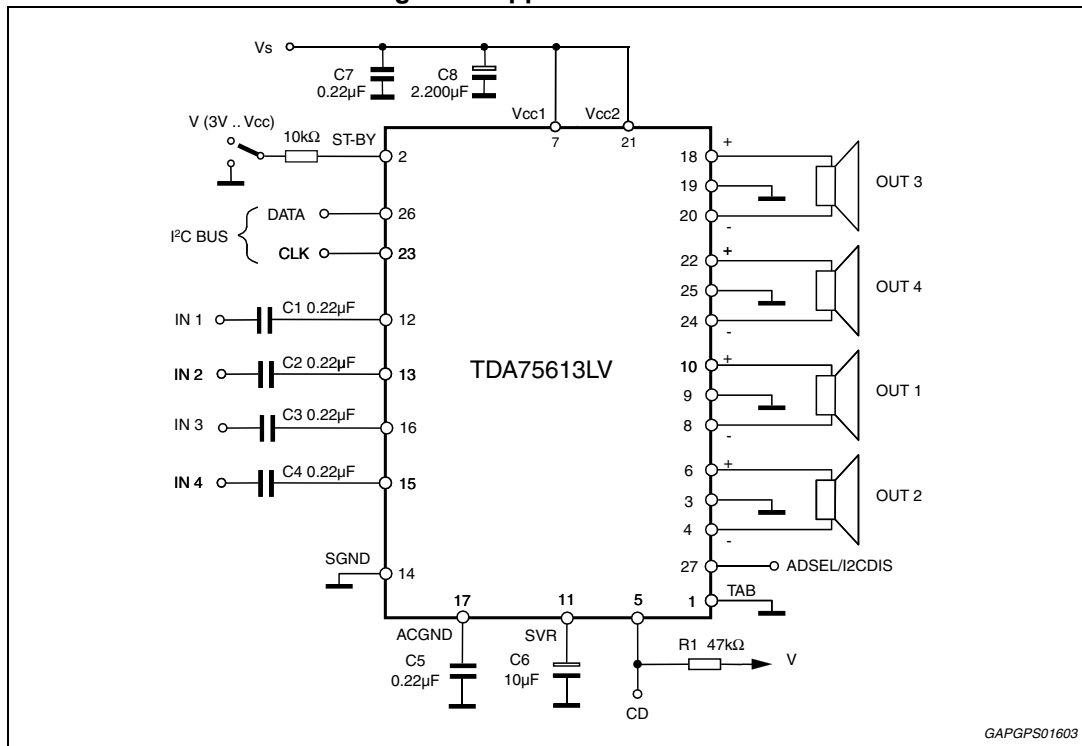 Vs
C7
0.22µF
C8
2.200µF
Vcc1
Vcc2
7
21
V (3V .. Vcc)
10kΩ
ST-BY
2
I²C BUS
DATA
26
CLK
23
IN 1
C1 0.22µF
12
IN 2
C2 0.22µF
13
IN 3
C3 0.22µF
16
IN 4
C4 0.22µF
15
SGND
14
TDA75613LV
18
+
19
20
-
OUT 3
22
+
25
24
-
OUT 4
10
+
9
8
-
OUT 1
6
+
3
4
-
OUT 2
27
ADSEL/I2CDIS
1
TAB
17
11
5
ACGND
SVR
C5
0.22µF
C6
10µF
R1 47kΩ
V
CD
GAPGPS01603